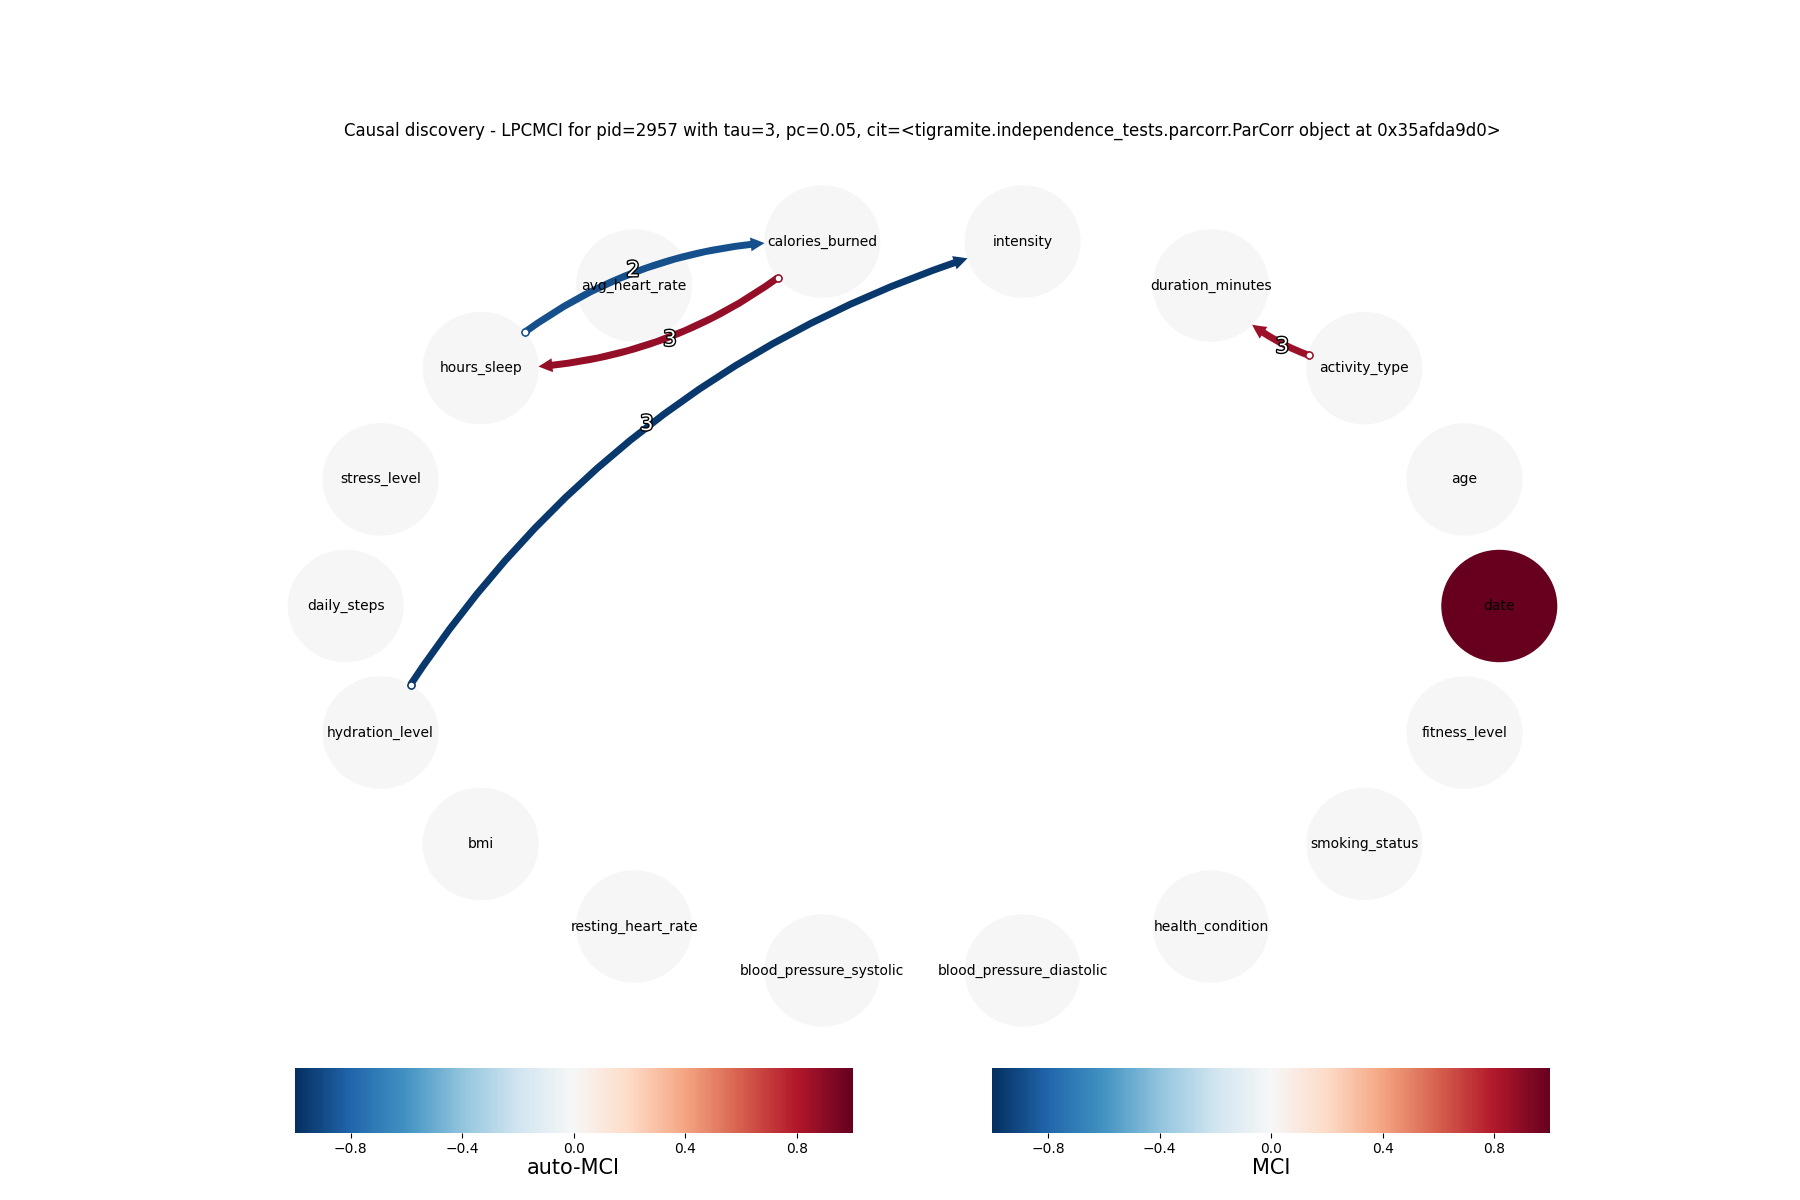 Causal discovery - LPCMCI for pid=2957 with tau=3, pc=0.05, cit=<tigramite.independence_tests.parcorr.ParCorr object at 0x35afda9d0>
calories_burned
intensity
2
avg_heart_rate
duration_minutes
3
3
hours_sleep
activity_type
3
stress_level
age
daily_steps
date
hydration_level
fitness_level
bmi
smoking_status
resting_heart_rate
health_condition
blood_pressure_systolic
blood_pressure_diastolic
−0.8 −0.4 0.0 0.4 0.8
auto-MCI
−0.8 −0.4 0.0 0.4 0.8
MCI